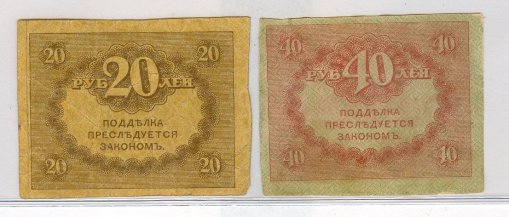 20 20
РУБ 20 ЛЕЙ
ПОДДѢЛКА
ПРЕСЛѢДУЕТСЯ
ЗАКОНОМЪ.
20 20
40 40
РУБ 40 ЛЕЙ
ПОДДѢЛКА
ПРЕСЛѢДУЕТСЯ
ЗАКОНОМЪ.
40 40